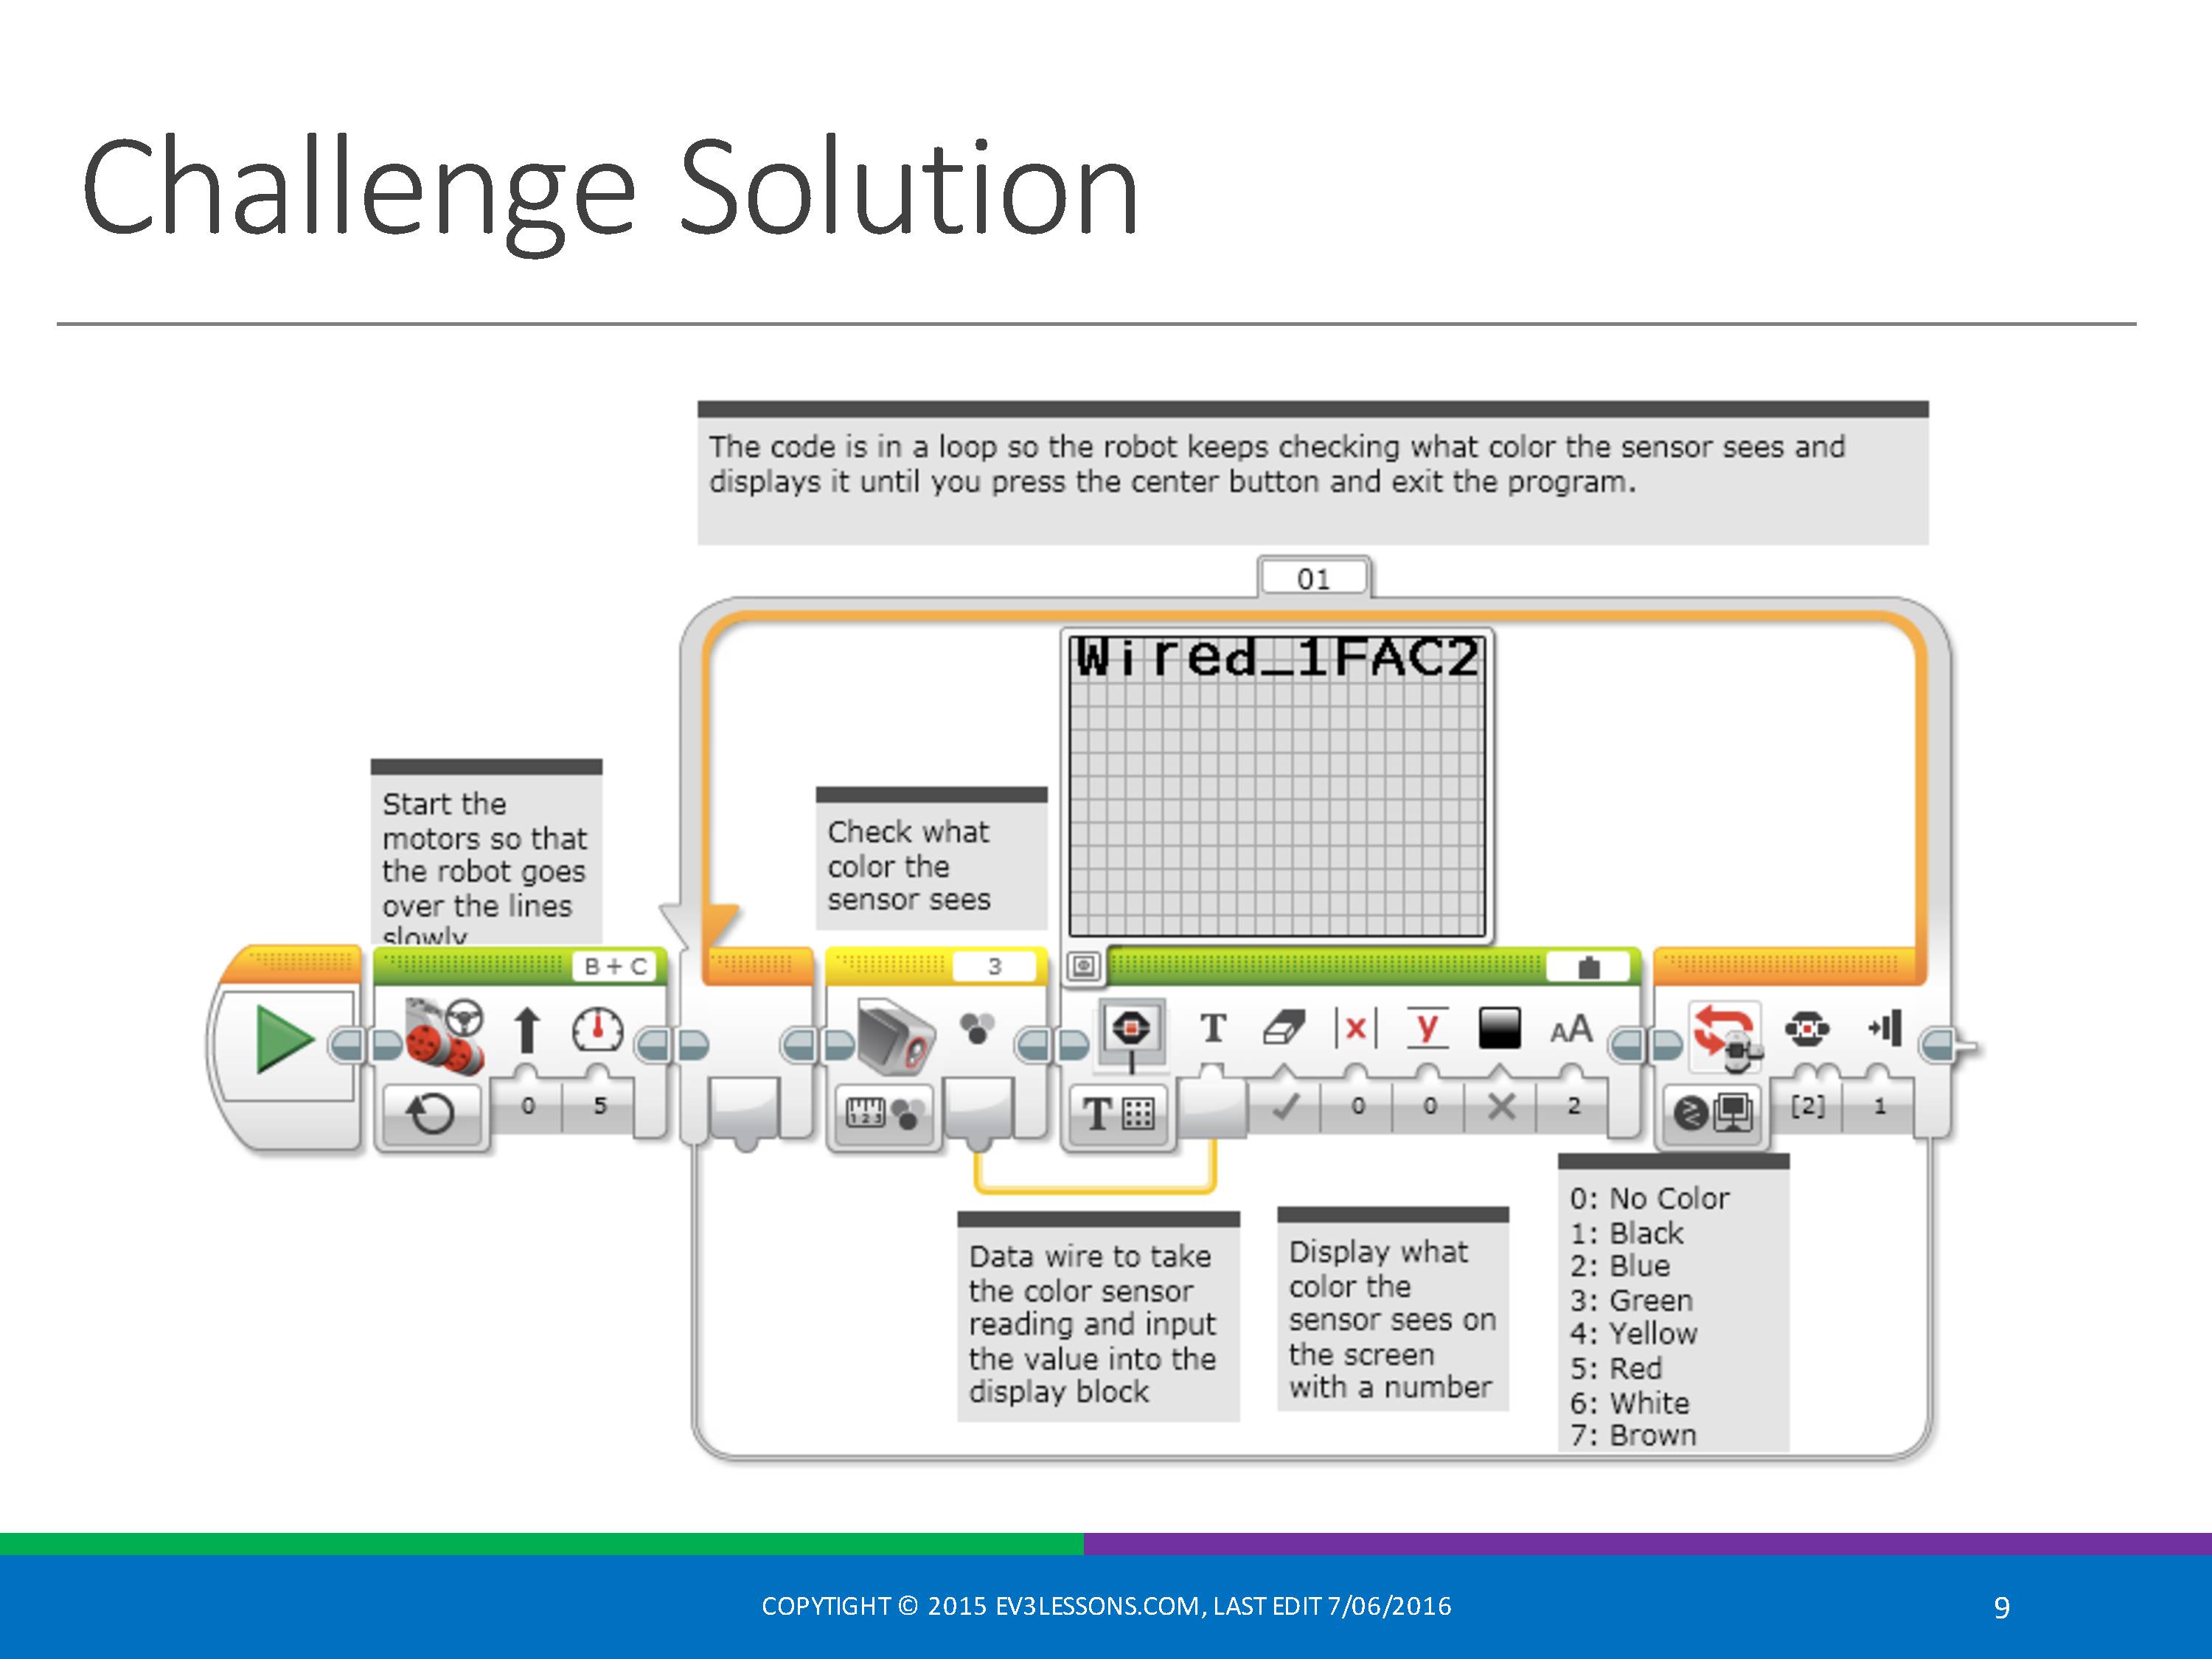 Challenge Solution
The code is in a loop so the robot keeps checking what color the sensor sees and
displays it until you press the center button and exit the program.
01
Wired_1FAC2
Start the
motors so that
the robot goes
over the lines
slowly
Check what
color the
sensor sees
B + C
3
T
x
y
AA
0
5
123
T
0
0
2
[2]
1
Data wire to take
the color sensor
reading and input
the value into the
display block
Display what
color the
sensor sees on
the screen
with a number
0: No Color
1: Black
2: Blue
3: Green
4: Yellow
5: Red
6: White
7: Brown
COPYTIGHT © 2015 EV3LESSONS.COM, LAST EDIT 7/06/2016
9